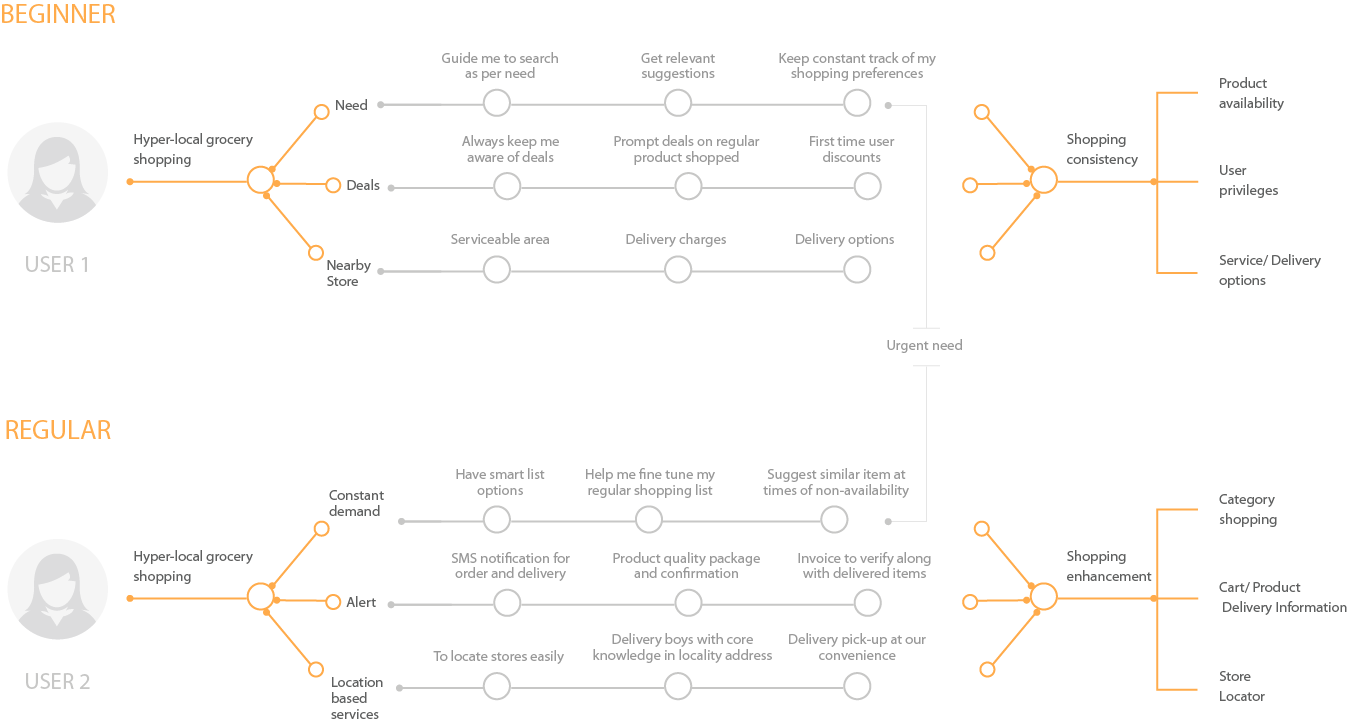 BEGINNER
USER 1
Hyper-local grocery
shopping
Need
Guide me to search
as per need
Get relevant
suggestions
Keep constant track of my
shopping preferences
Deals
Always keep me
aware of deals
Prompt deals on regular
product shopped
First time user
discounts
Nearby
Store
Serviceable area
Delivery charges
Delivery options
Shopping
consistency
Product
availability
User
privileges
Service/ Delivery
options
Urgent need
REGULAR
USER 2
Hyper-local grocery
shopping
Constant
demand
Have smart list
options
Help me fine tune my
regular shopping list
Suggest similar item at
times of non-availability
Alert
SMS notification for
order and delivery
Product quality package
and confirmation
Invoice to verify along
with delivered items
Location
based
services
To locate stores easily
Delivery boys with core
knowledge in locality address
Delivery pick-up at our
convenience
Shopping
enhancement
Category
shopping
Cart/ Product
Delivery Information
Store
Locator